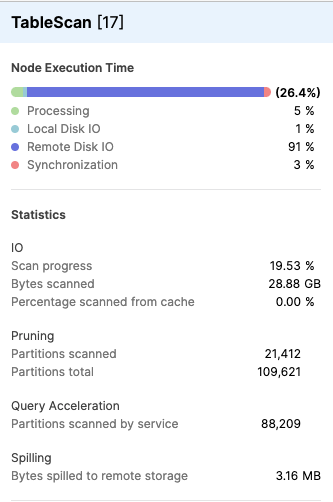 TableScan [17]
Node Execution Time
(26.4%)
Processing 5 %
Local Disk IO 1 %
Remote Disk IO 91 %
Synchronization 3 %
Statistics
IO
Scan progress 19.53 %
Bytes scanned 28.88 GB
Percentage scanned from cache 0.00 %
Pruning
Partitions scanned 21,412
Partitions total 109,621
Query Acceleration
Partitions scanned by service 88,209
Spilling
Bytes spilled to remote storage 3.16 MB